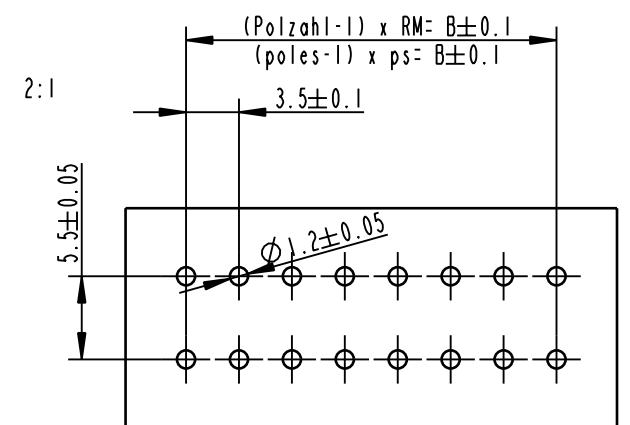 (Polzahl-1) x RM= B±0.1
(poles-1) x ps= B±0.1
2:1
3.5±0.1
5.5±0.05
Ø1.2±0.05